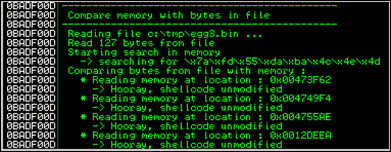 0BADF00D ----------------------------------------
0BADF00D Compare memory with bytes in file
0BADF00D ----------------------------------------
0BADF00D Reading file c:\tmp\egg3.bin ...
0BADF00D Read 127 bytes from file
0BADF00D Starting search in memory
0BADF00D -> searching for \x7a\xfd\x55\xda\xba\x4c\x4e\x4d
0BADF00D Comparing bytes from file with memory :
0BADF00D * Reading memory at location : 0x00473F62
0BADF00D -> Hooray, shellcode unmodified
0BADF00D * Reading memory at location : 0x004749F4
0BADF00D -> Hooray, shellcode unmodified
0BADF00D * Reading memory at location : 0x004755AE
0BADF00D -> Hooray, shellcode unmodified
0BADF00D * Reading memory at location : 0x0012DEEA
0BADF00D -> Hooray, shellcode unmodified